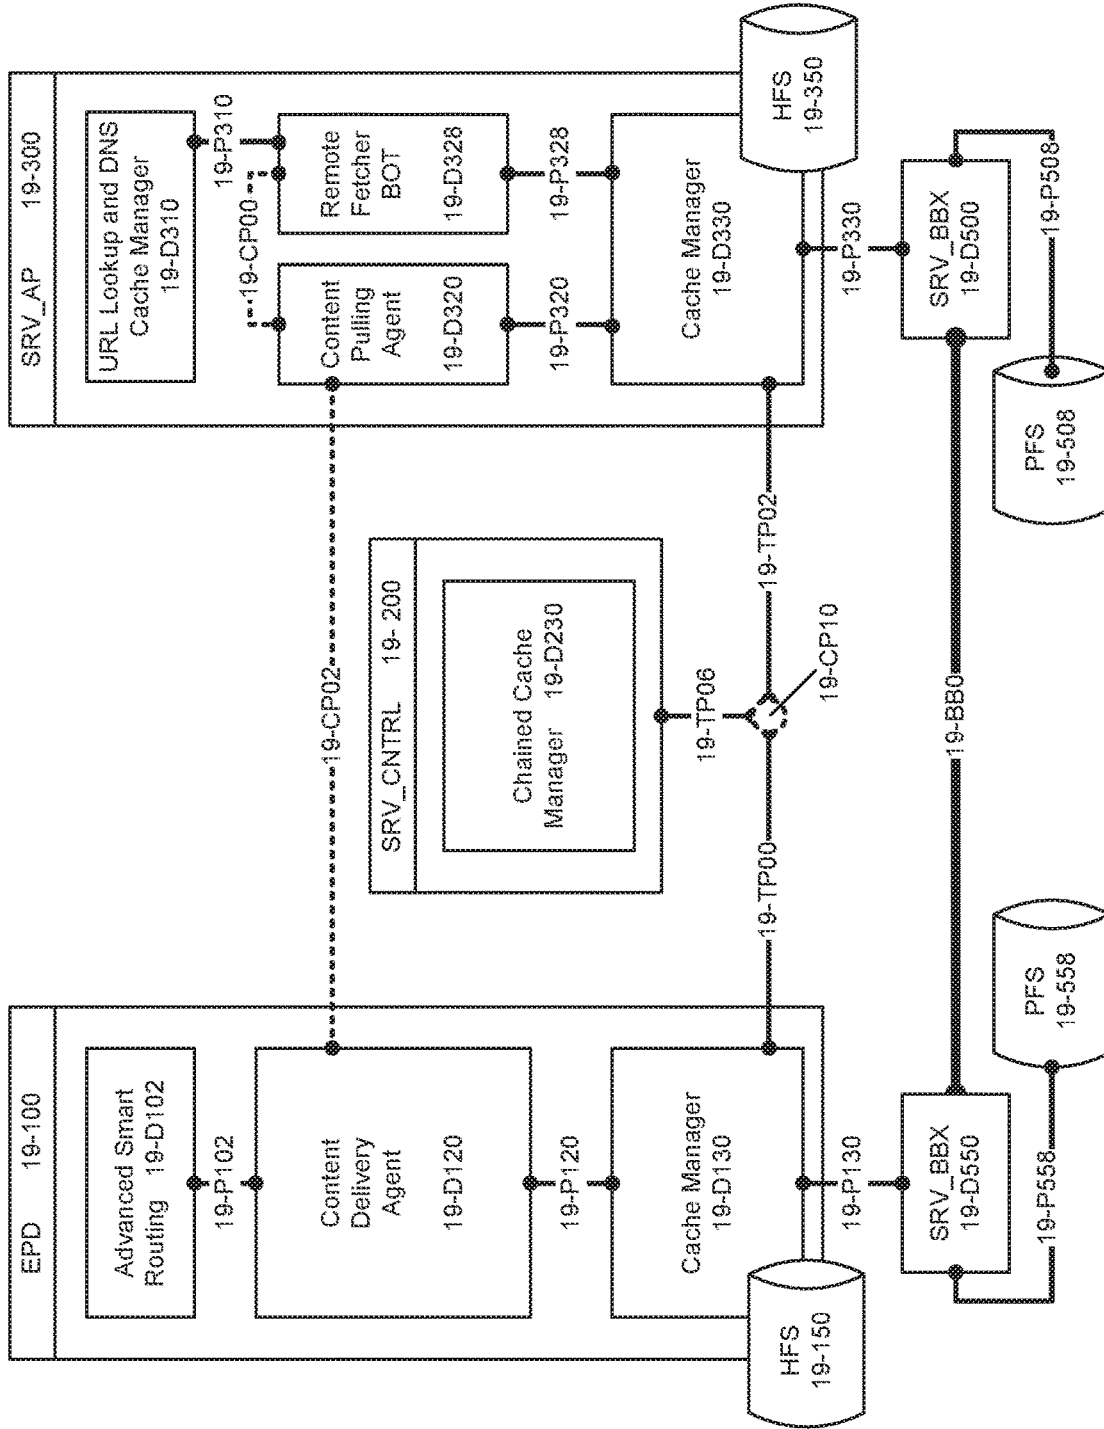 EPD 19-100
Advanced Smart
Routing 19-D102
19-P102
Content
Delivery
Agent
19-D120
19-P120
Cache Manager
19-D130
HFS
19-150
19-P130
SRV_BBX
19-D550
19-P558
PFS
19-558
19-CP02
SRV_CNTRL 19- 200
Chained Cache
Manager 19-D230
19-TP06
19-TP00
19-CP10
19-TP02
19-BB0
SRV_AP 19-300
URL Lookup and DNS
Cache Manager
19-D310
19-P310
19-CP00
Content
Pulling
Agent
19-D320
Remote
Fetcher
BOT
19-D328
19-P320
19-P328
Cache Manager
19-D330
HFS
19-350
19-P330
SRV_BBX
19-D500
19-P508
PFS
19-508